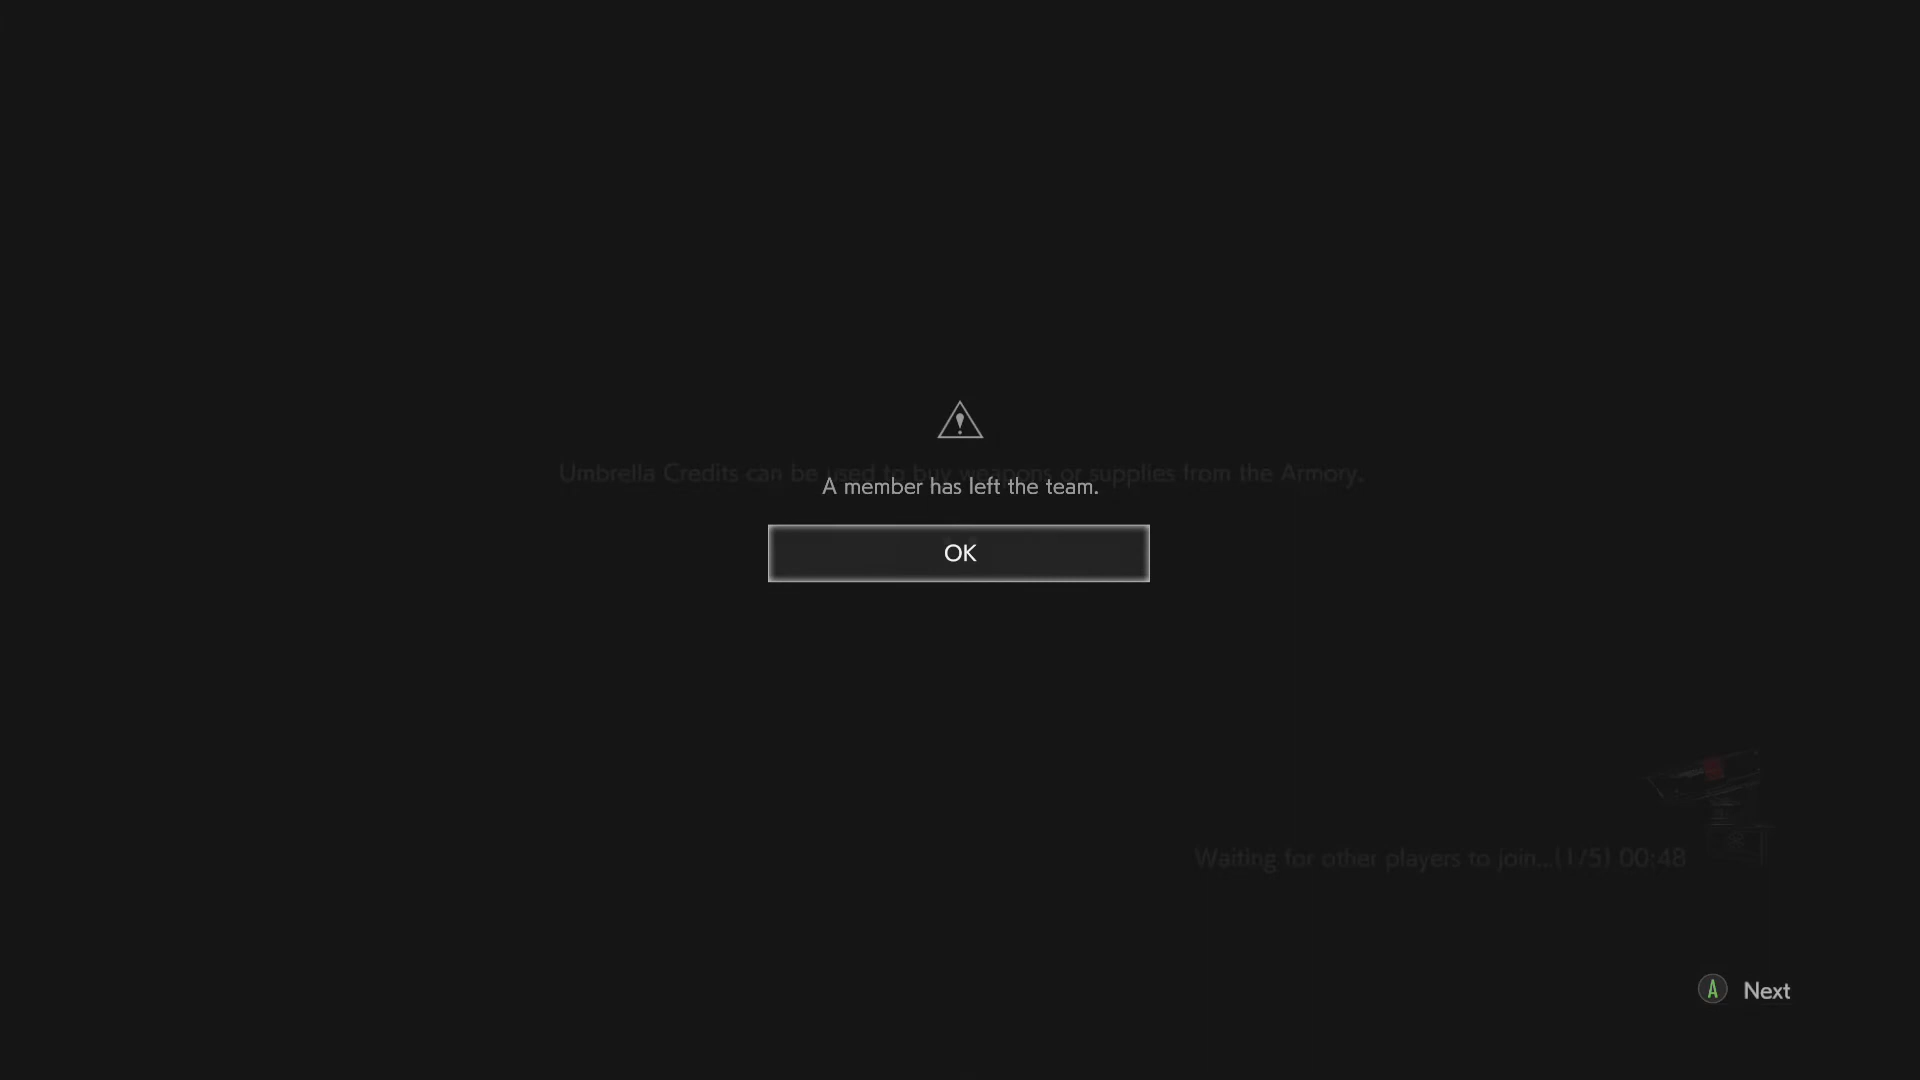 Umbrella Credits can be used to buy weapons or supplies from the Armory.
A member has left the team.
OK
Waiting for other players to join...(1/5) 00:48
A Next